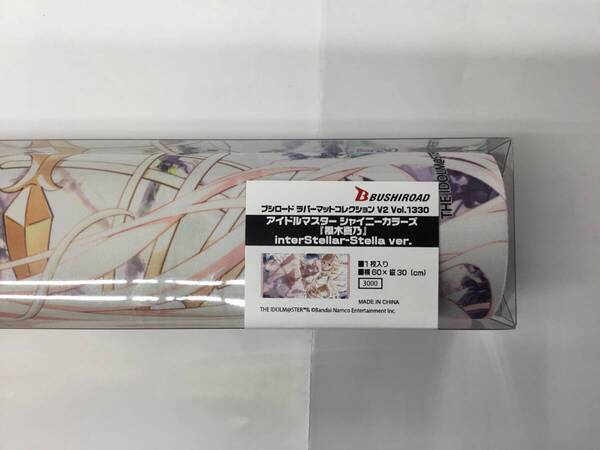 BUSHIROAD
ブシロード ラバーマットコレクション V2 Vol.1330
アイドルマスター シャイニーカラーズ
『櫻木真乃』
interStellar-Stella ver.
■1枚入り
■横60×縦30(cm)
3000
MADE IN CHINA
THE IDOLM@STER™& ©Bandai Namco Entertainment Inc.
THE IDOLM@STER